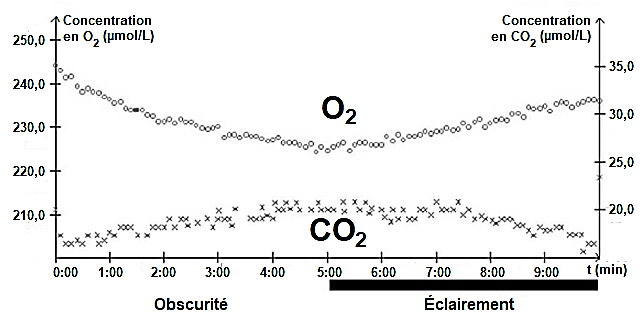 Concentration
en O₂ (µmol/L)
Concentration
en CO₂ (µmol/L)
250,0
240,0
230,0
220,0
210,0
35,0
30,0
25,0
20,0
O₂
CO₂
0:00 1:00 2:00 3:00 4:00 5:00 6:00 7:00 8:00 9:00 t (min)
Obscurité
Éclairement